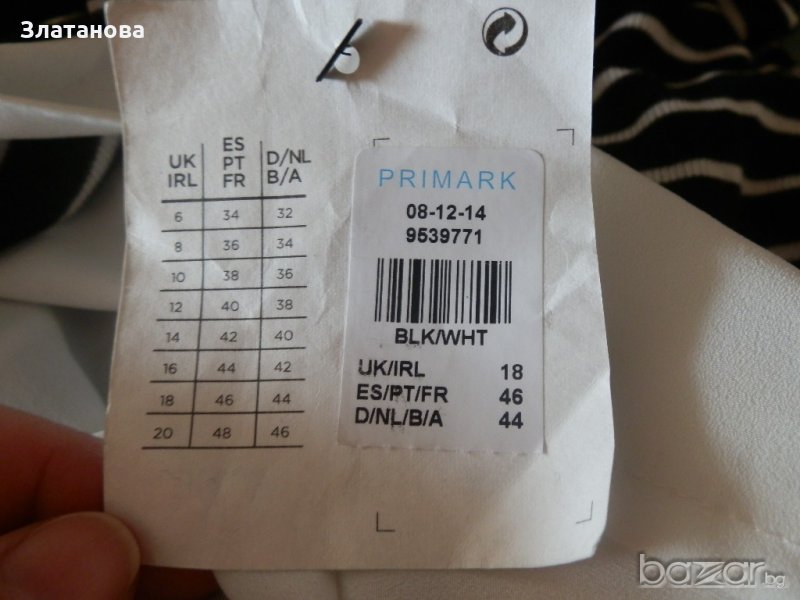 Златанова
UK IRL ES PT FR D/NL B/A
6 34 32
8 36 34
10 38 36
12 40 38
14 42 40
16 44 42
18 46 44
20 48 46
PRIMARK
08-12-14
9539771
BLK/WHT
UK/IRL 18
ES/PT/FR 46
D/NL/B/A 44
bazar.bg